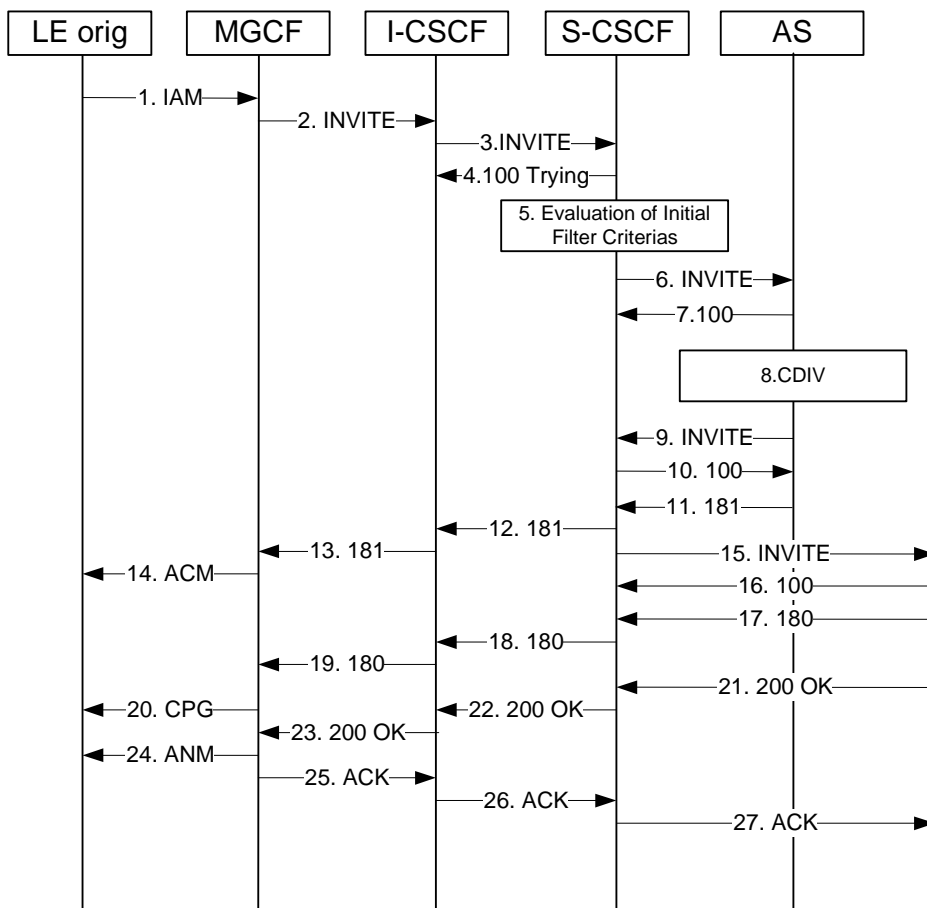 LE orig
MGCF
I-CSCF
S-CSCF
AS
1. IAM
2. INVITE
3.INVITE
4.100 Trying
5. Evaluation of Initial
Filter Criterias
6. INVITE
7.100
8.CDIV
9. INVITE
10. 100
11. 181
12. 181
13. 181
15. INVITE
14. ACM
16. 100
17. 180
18. 180
19. 180
21. 200 OK
20. CPG
22. 200 OK
23. 200 OK
24. ANM
25. ACK
26. ACK
27. ACK